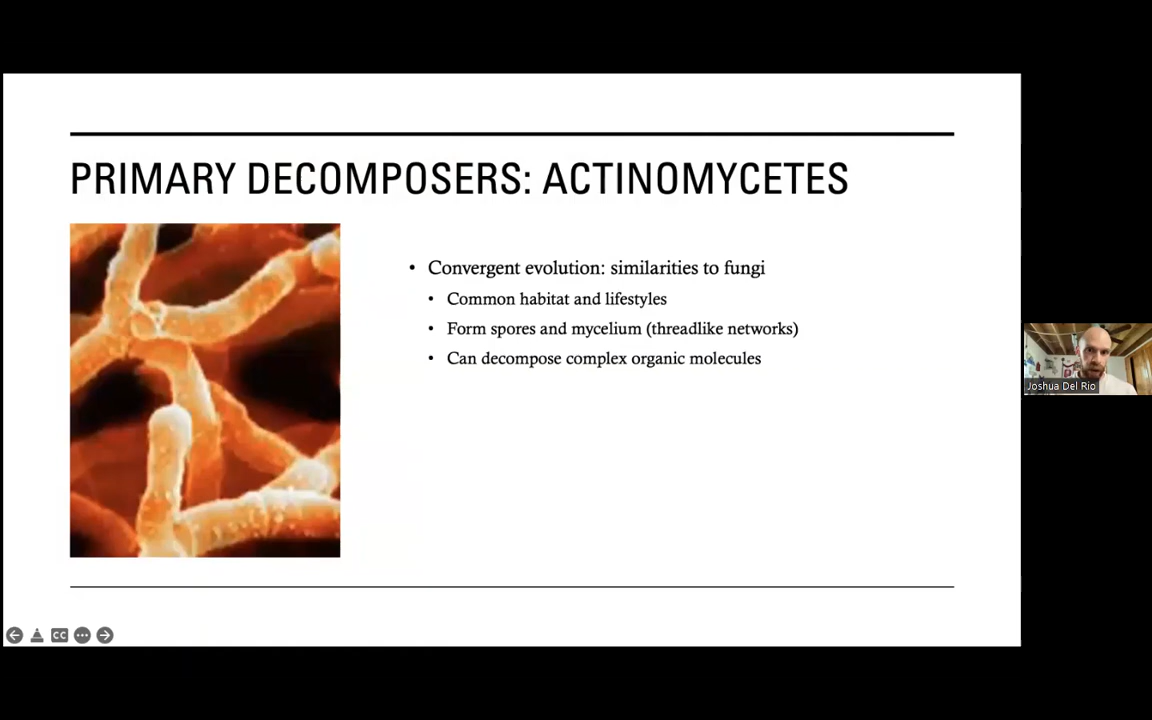 PRIMARY DECOMPOSERS: ACTINOMYCETES
• Convergent evolution: similarities to fungi
• Common habitat and lifestyles
• Form spores and mycelium (threadlike networks)
• Can decompose complex organic molecules
Joshua Del Rio
CC